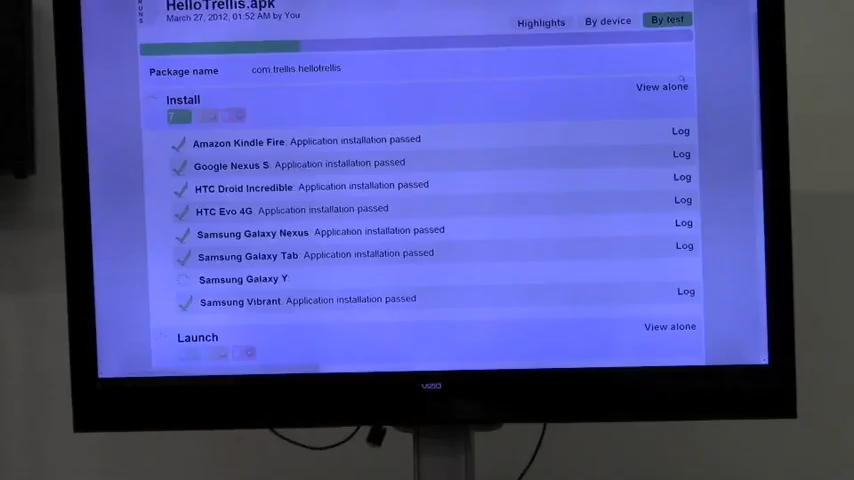 RUNS
HelloTrellis.apk
March 27, 2012, 01:52 AM by You
Highlights By device By test
Package name com.trellis.hellotrellis
View alone
Install
7
Amazon Kindle Fire: Application installation passed Log
Google Nexus S: Application installation passed Log
HTC Droid Incredible: Application installation passed Log
HTC Evo 4G: Application installation passed Log
Samsung Galaxy Nexus: Application installation passed Log
Samsung Galaxy Tab: Application installation passed Log
Samsung Galaxy Y:
Samsung Vibrant: Application installation passed Log
Launch View alone
VIZIO